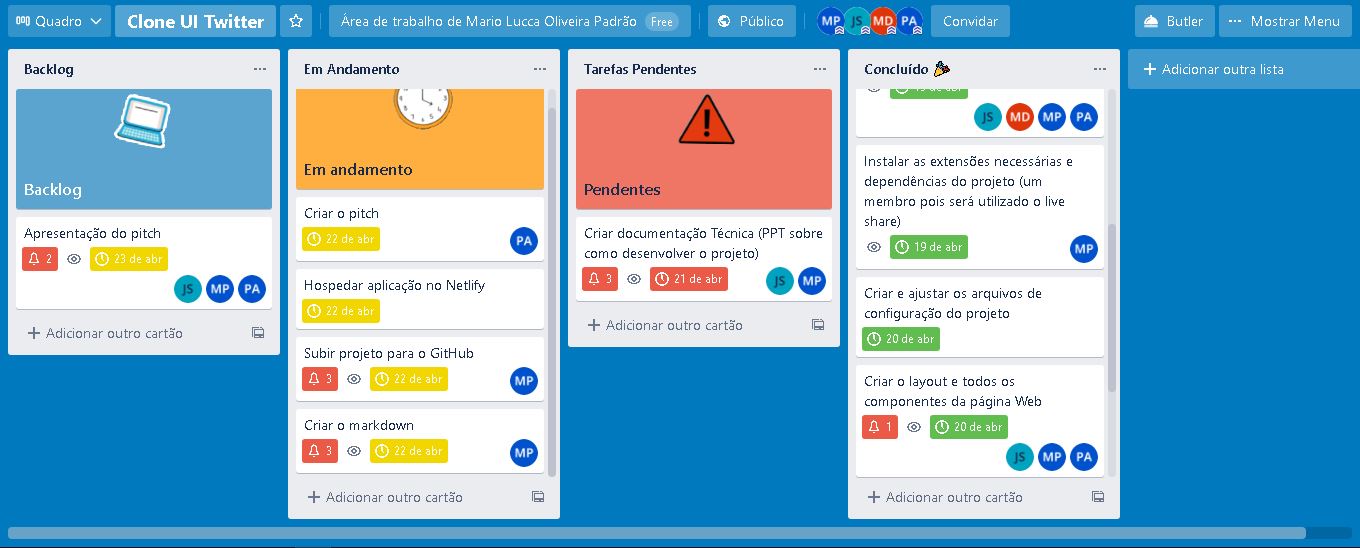 Quadro
Clone UI Twitter
Área de trabalho de Mario Lucca Oliveira Padrão
Free
Público
MP JS MD PA
Convidar
Butler
Mostrar Menu
Backlog
Backlog
Apresentação do pitch
2
23 de abr
JS MP PA
+ Adicionar outro cartão
Em Andamento
Em andamento
Criar o pitch
22 de abr
PA
Hospedar aplicação no Netlify
22 de abr
Subir projeto para o GitHub
3
22 de abr
MP
Criar o markdown
3
22 de abr
MP
+ Adicionar outro cartão
Tarefas Pendentes
Pendentes
Criar documentação Técnica (PPT sobre
como desenvolver o projeto)
3
21 de abr
JS MP
+ Adicionar outro cartão
Concluído
19 de abr
JS MD MP PA
Instalar as extensões necessárias e
dependências do projeto (um
membro pois será utilizado o live
share)
19 de abr
MP
Criar e ajustar os arquivos de
configuração do projeto
20 de abr
Criar o layout e todos os
componentes da página Web
1
20 de abr
JS MP PA
+ Adicionar outro cartão
+ Adicionar outra lista